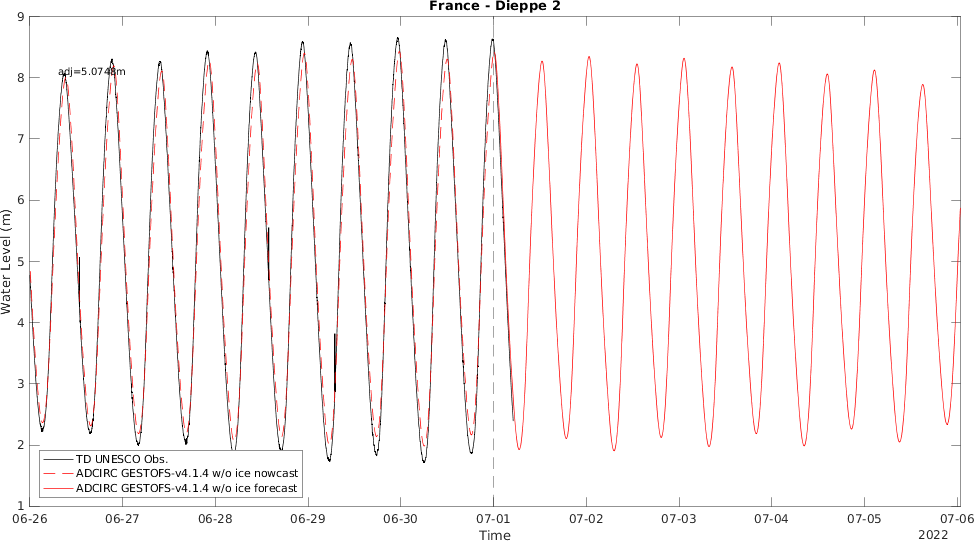 France - Dieppe 2
9
8
7
6
5
4
3
2
1
Water Level (m)
adj=5.0748m
TD UNESCO Obs.
ADCIRC GESTOFS-v4.1.4 w/o ice nowcast
ADCIRC GESTOFS-v4.1.4 w/o ice forecast
06-26 06-27 06-28 06-29 06-30 07-01 07-02 07-03 07-04 07-05 07-06
Time
2022